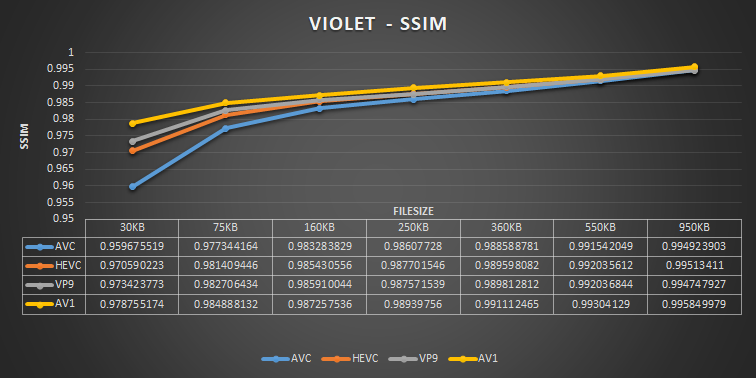 VIOLET - SSIM
SSIM
1
0.995
0.99
0.985
0.98
0.975
0.97
0.965
0.96
0.955
0.95
FILESIZE
30KB 75KB 160KB 250KB 360KB 550KB 950KB
AVC 0.959675519 0.977344164 0.983283829 0.98607728 0.988588781 0.991542049 0.994923903
HEVC 0.970590223 0.981409446 0.985430556 0.987701546 0.989598082 0.992035612 0.99513411
VP9 0.973423773 0.982706434 0.985910044 0.987571539 0.989812812 0.992036844 0.994747927
AV1 0.978755174 0.984888132 0.987257536 0.98939756 0.991112465 0.99304129 0.995849979
AVC HEVC VP9 AV1